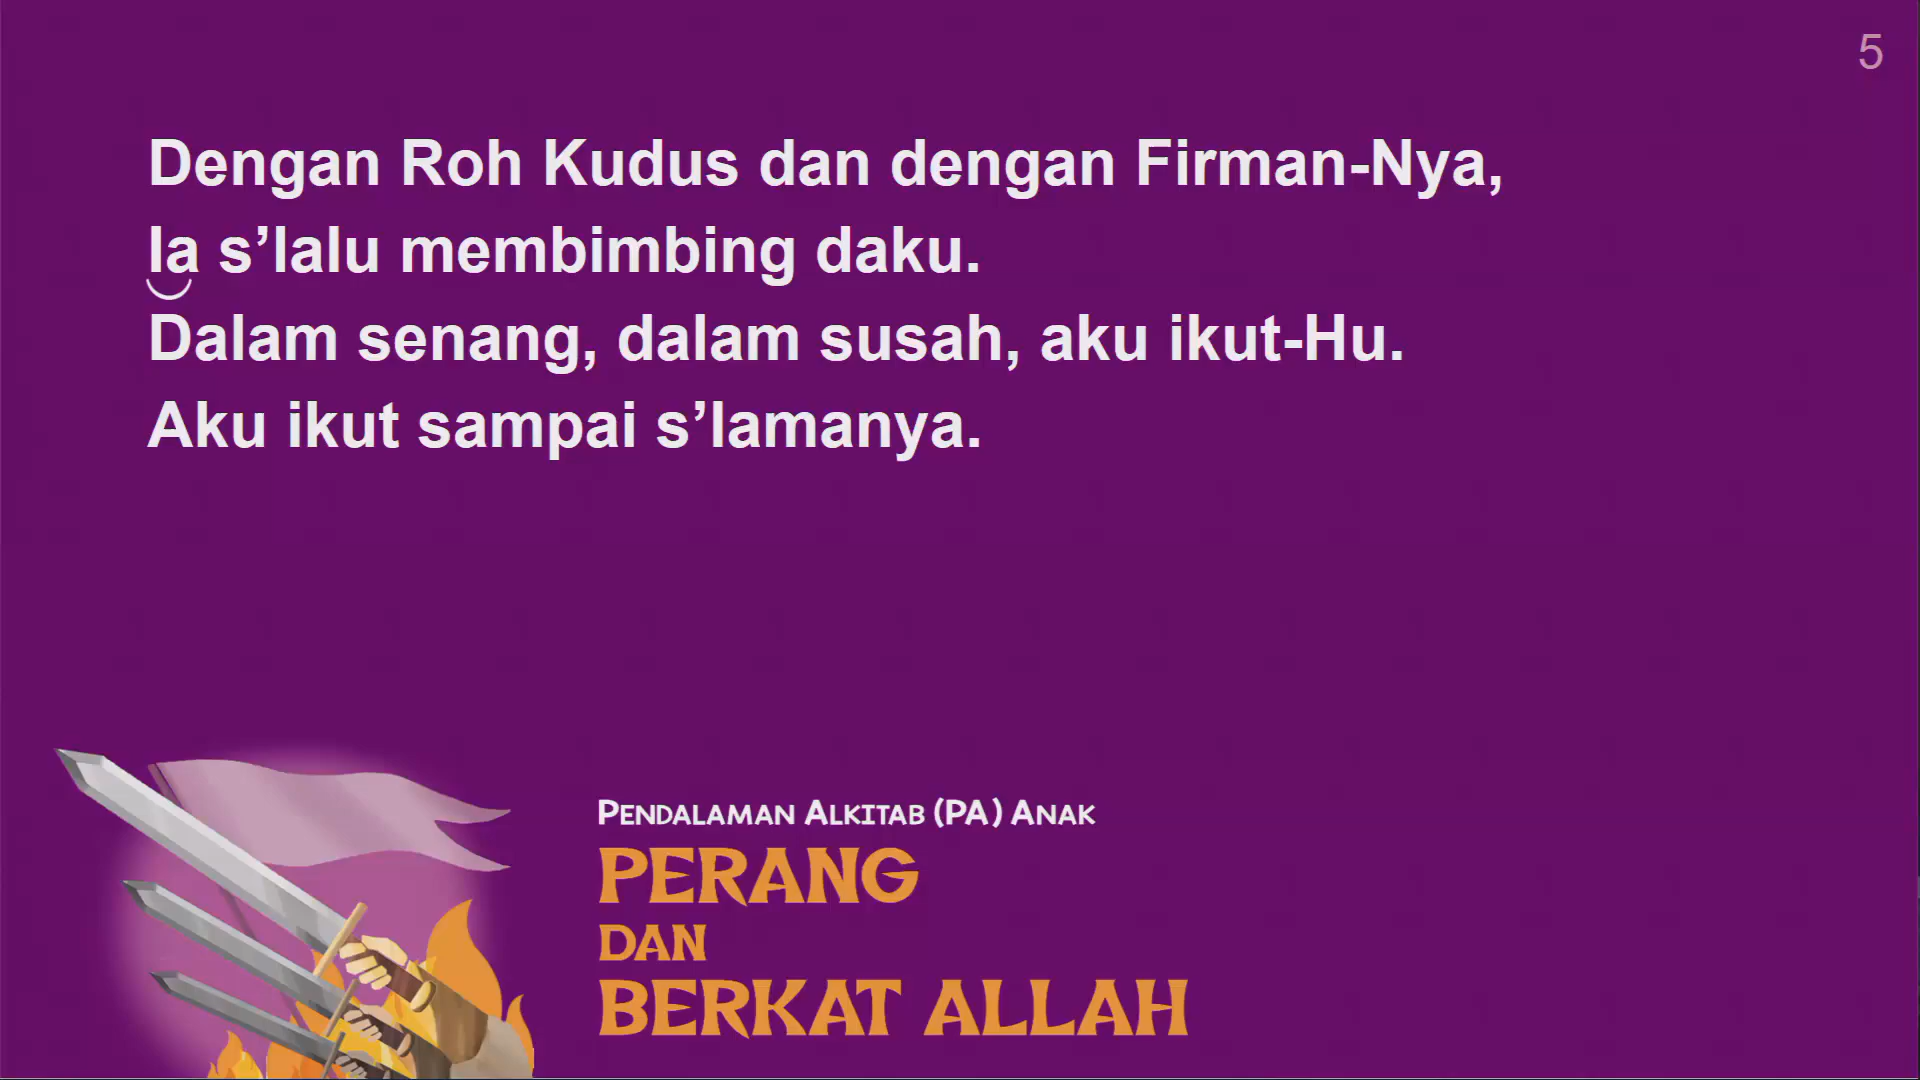 5
Dengan Roh Kudus dan dengan Firman-Nya,
Ia s’lalu membimbing daku.
Dalam senang, dalam susah, aku ikut-Hu.
Aku ikut sampai s’lamanya.
PENDALAMAN ALKITAB (PA) ANAK
PERANG
DAN
BERKAT ALLAH